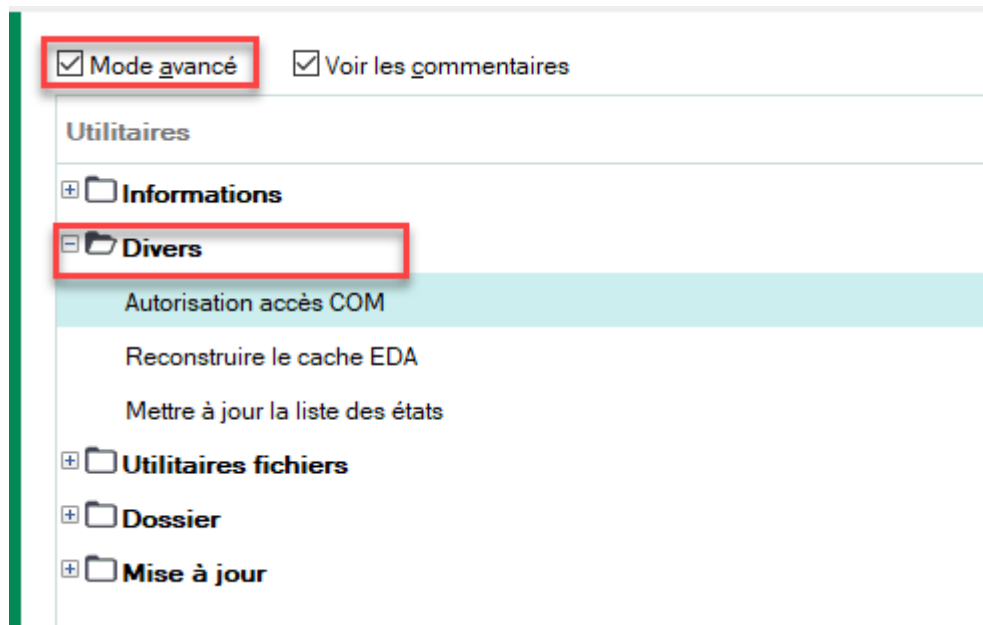 Mode avancé Voir les commentaires
Utilitaires
Informations
Divers
Autorisation accès COM
Reconstruire le cache EDA
Mettre à jour la liste des états
Utilitaires fichiers
Dossier
Mise à jour